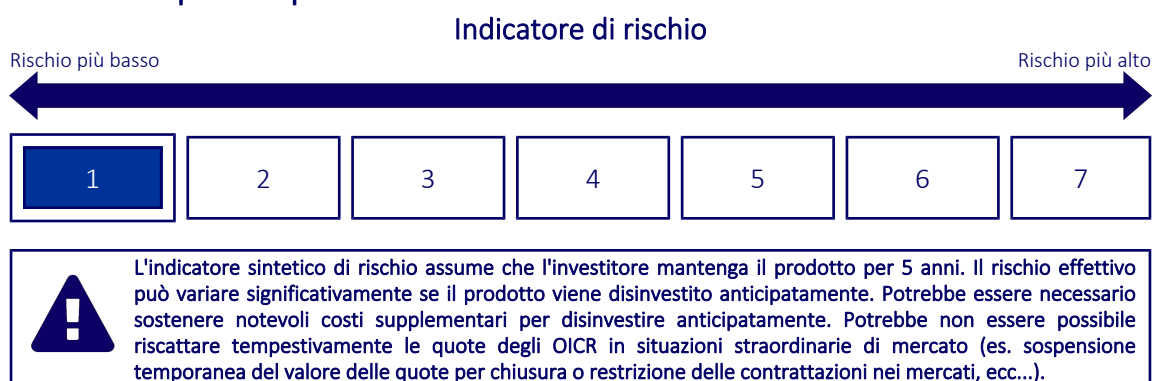 Indicatore di rischio
Rischio più basso Rischio più alto
1 2 3 4 5 6 7
L'indicatore sintetico di rischio assume che l'investitore mantenga il prodotto per 5 anni. Il rischio effettivo
può variare significativamente se il prodotto viene disinvestito anticipatamente. Potrebbe essere necessario
sostenere notevoli costi supplementari per disinvestire anticipatamente. Potrebbe non essere possibile
riscattare tempestivamente le quote degli OICR in situazioni straordinarie di mercato (es. sospensione
temporanea del valore delle quote per chiusura o restrizione delle contrattazioni nei mercati, ecc...).